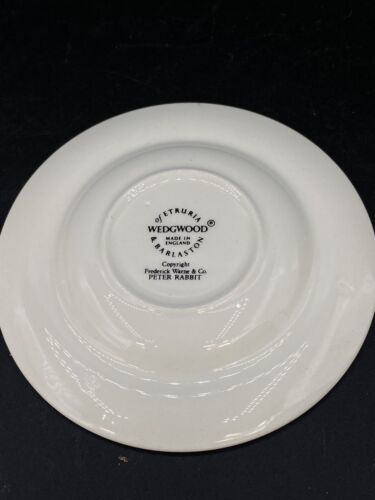 of ETRURIA
WEDGWOOD®
MADE IN
ENGLAND
& BARLASTON
Copyright
Frederick Warne & Co.
PETER RABBIT